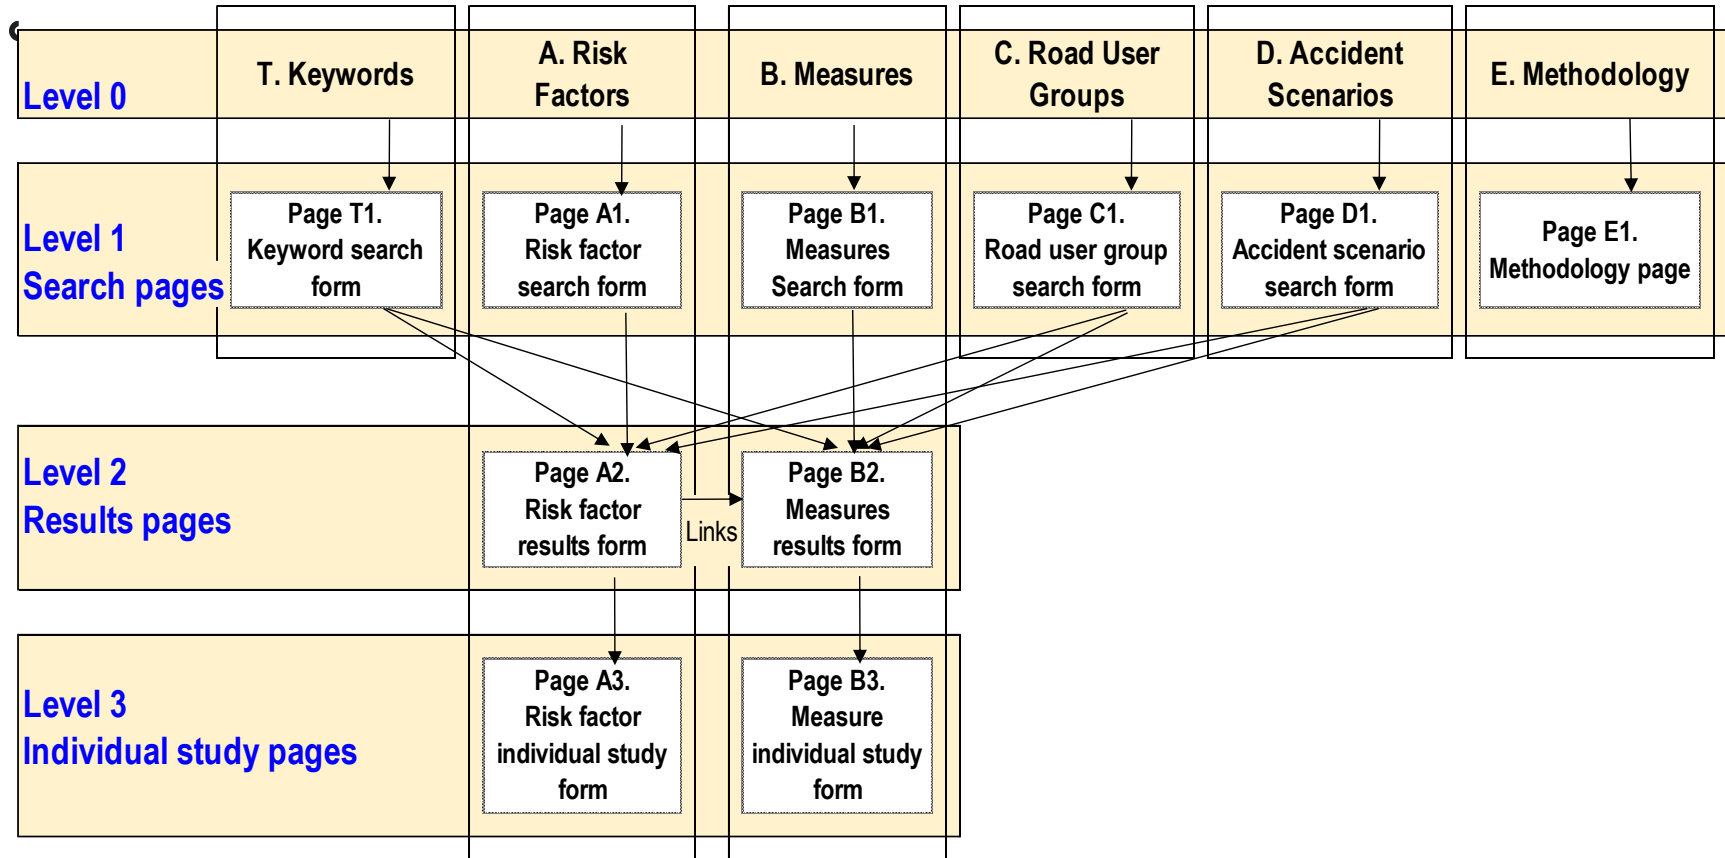 Level 0
T. Keywords
A. Risk
Factors
B. Measures
C. Road User
Groups
D. Accident
Scenarios
E. Methodology
Level 1
Search pages
Page T1.
Keyword search
form
Page A1.
Risk factor
search form
Page B1.
Measures
Search form
Page C1.
Road user group
search form
Page D1.
Accident scenario
search form
Page E1.
Methodology page
Level 2
Results pages
Page A2.
Risk factor
results form
Links
Page B2.
Measures
results form
Level 3
Individual study pages
Page A3.
Risk factor
individual study
form
Page B3.
Measure
individual study
form